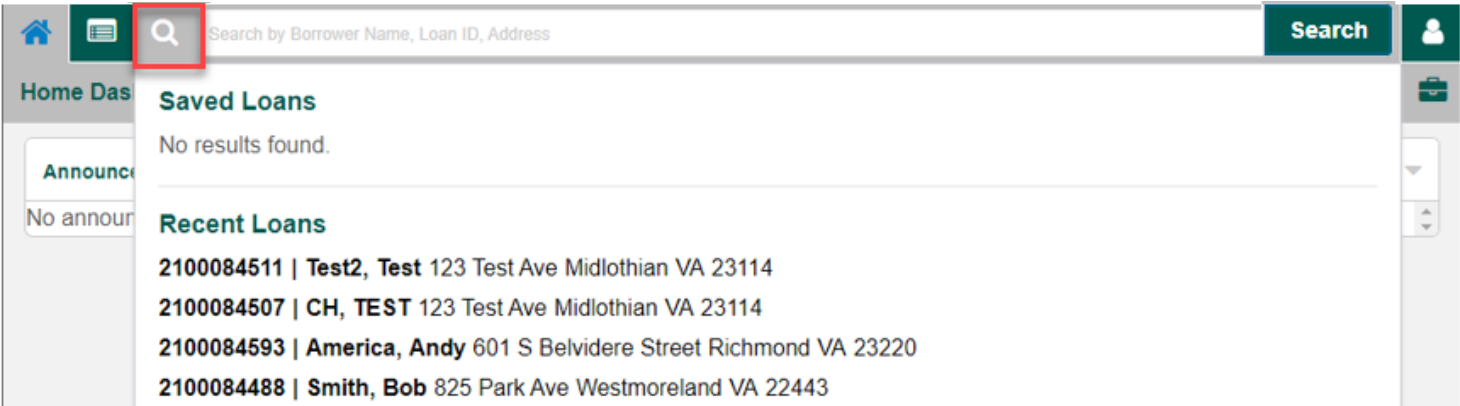 Search by Borrower Name, Loan ID, Address
Search
Home Das
Saved Loans
No results found.
Announce
No announ
Recent Loans
2100084511 | Test2, Test 123 Test Ave Midlothian VA 23114
2100084507 | CH, TEST 123 Test Ave Midlothian VA 23114
2100084593 | America, Andy 601 S Belvidere Street Richmond VA 23220
2100084488 | Smith, Bob 825 Park Ave Westmoreland VA 22443